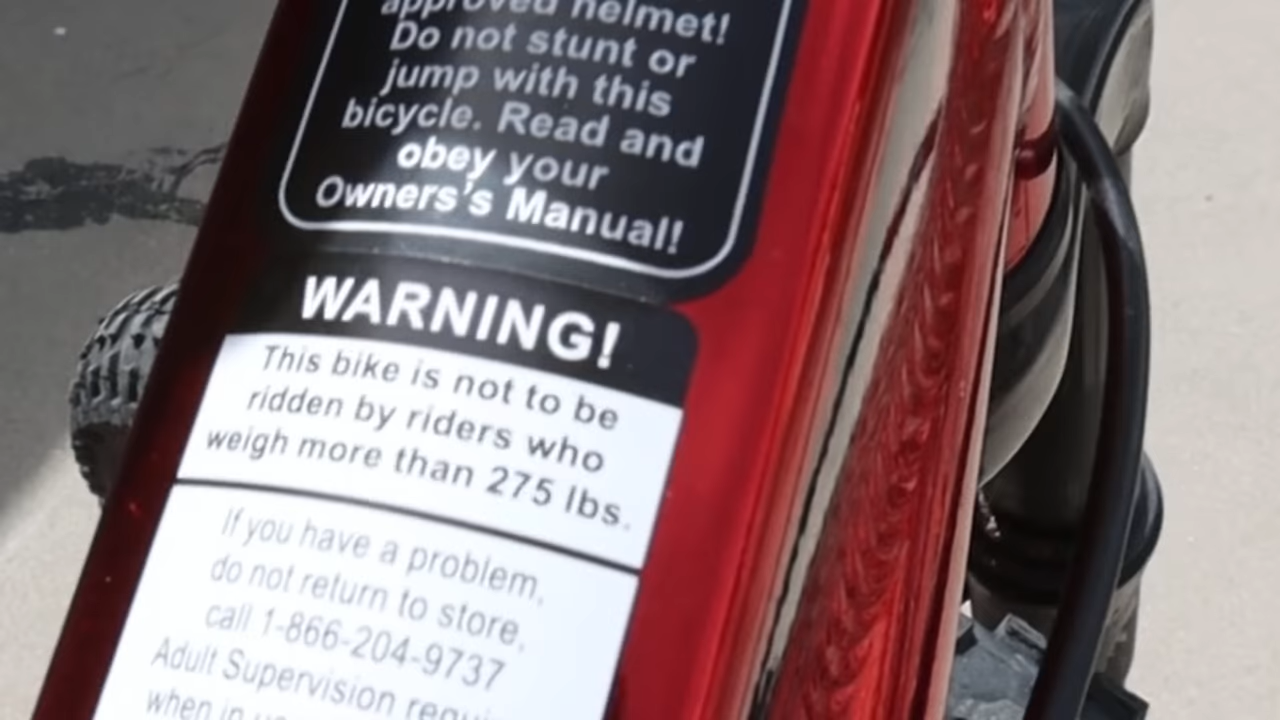 approved helmet!
Do not stunt or
jump with this
bicycle. Read and
obey your
Owners's Manual!
WARNING!
This bike is not to be
ridden by riders who
weigh more than 275 lbs.
If you have a problem,
do not return to store,
call 1-866-204-9737
Adult Supervision
when in